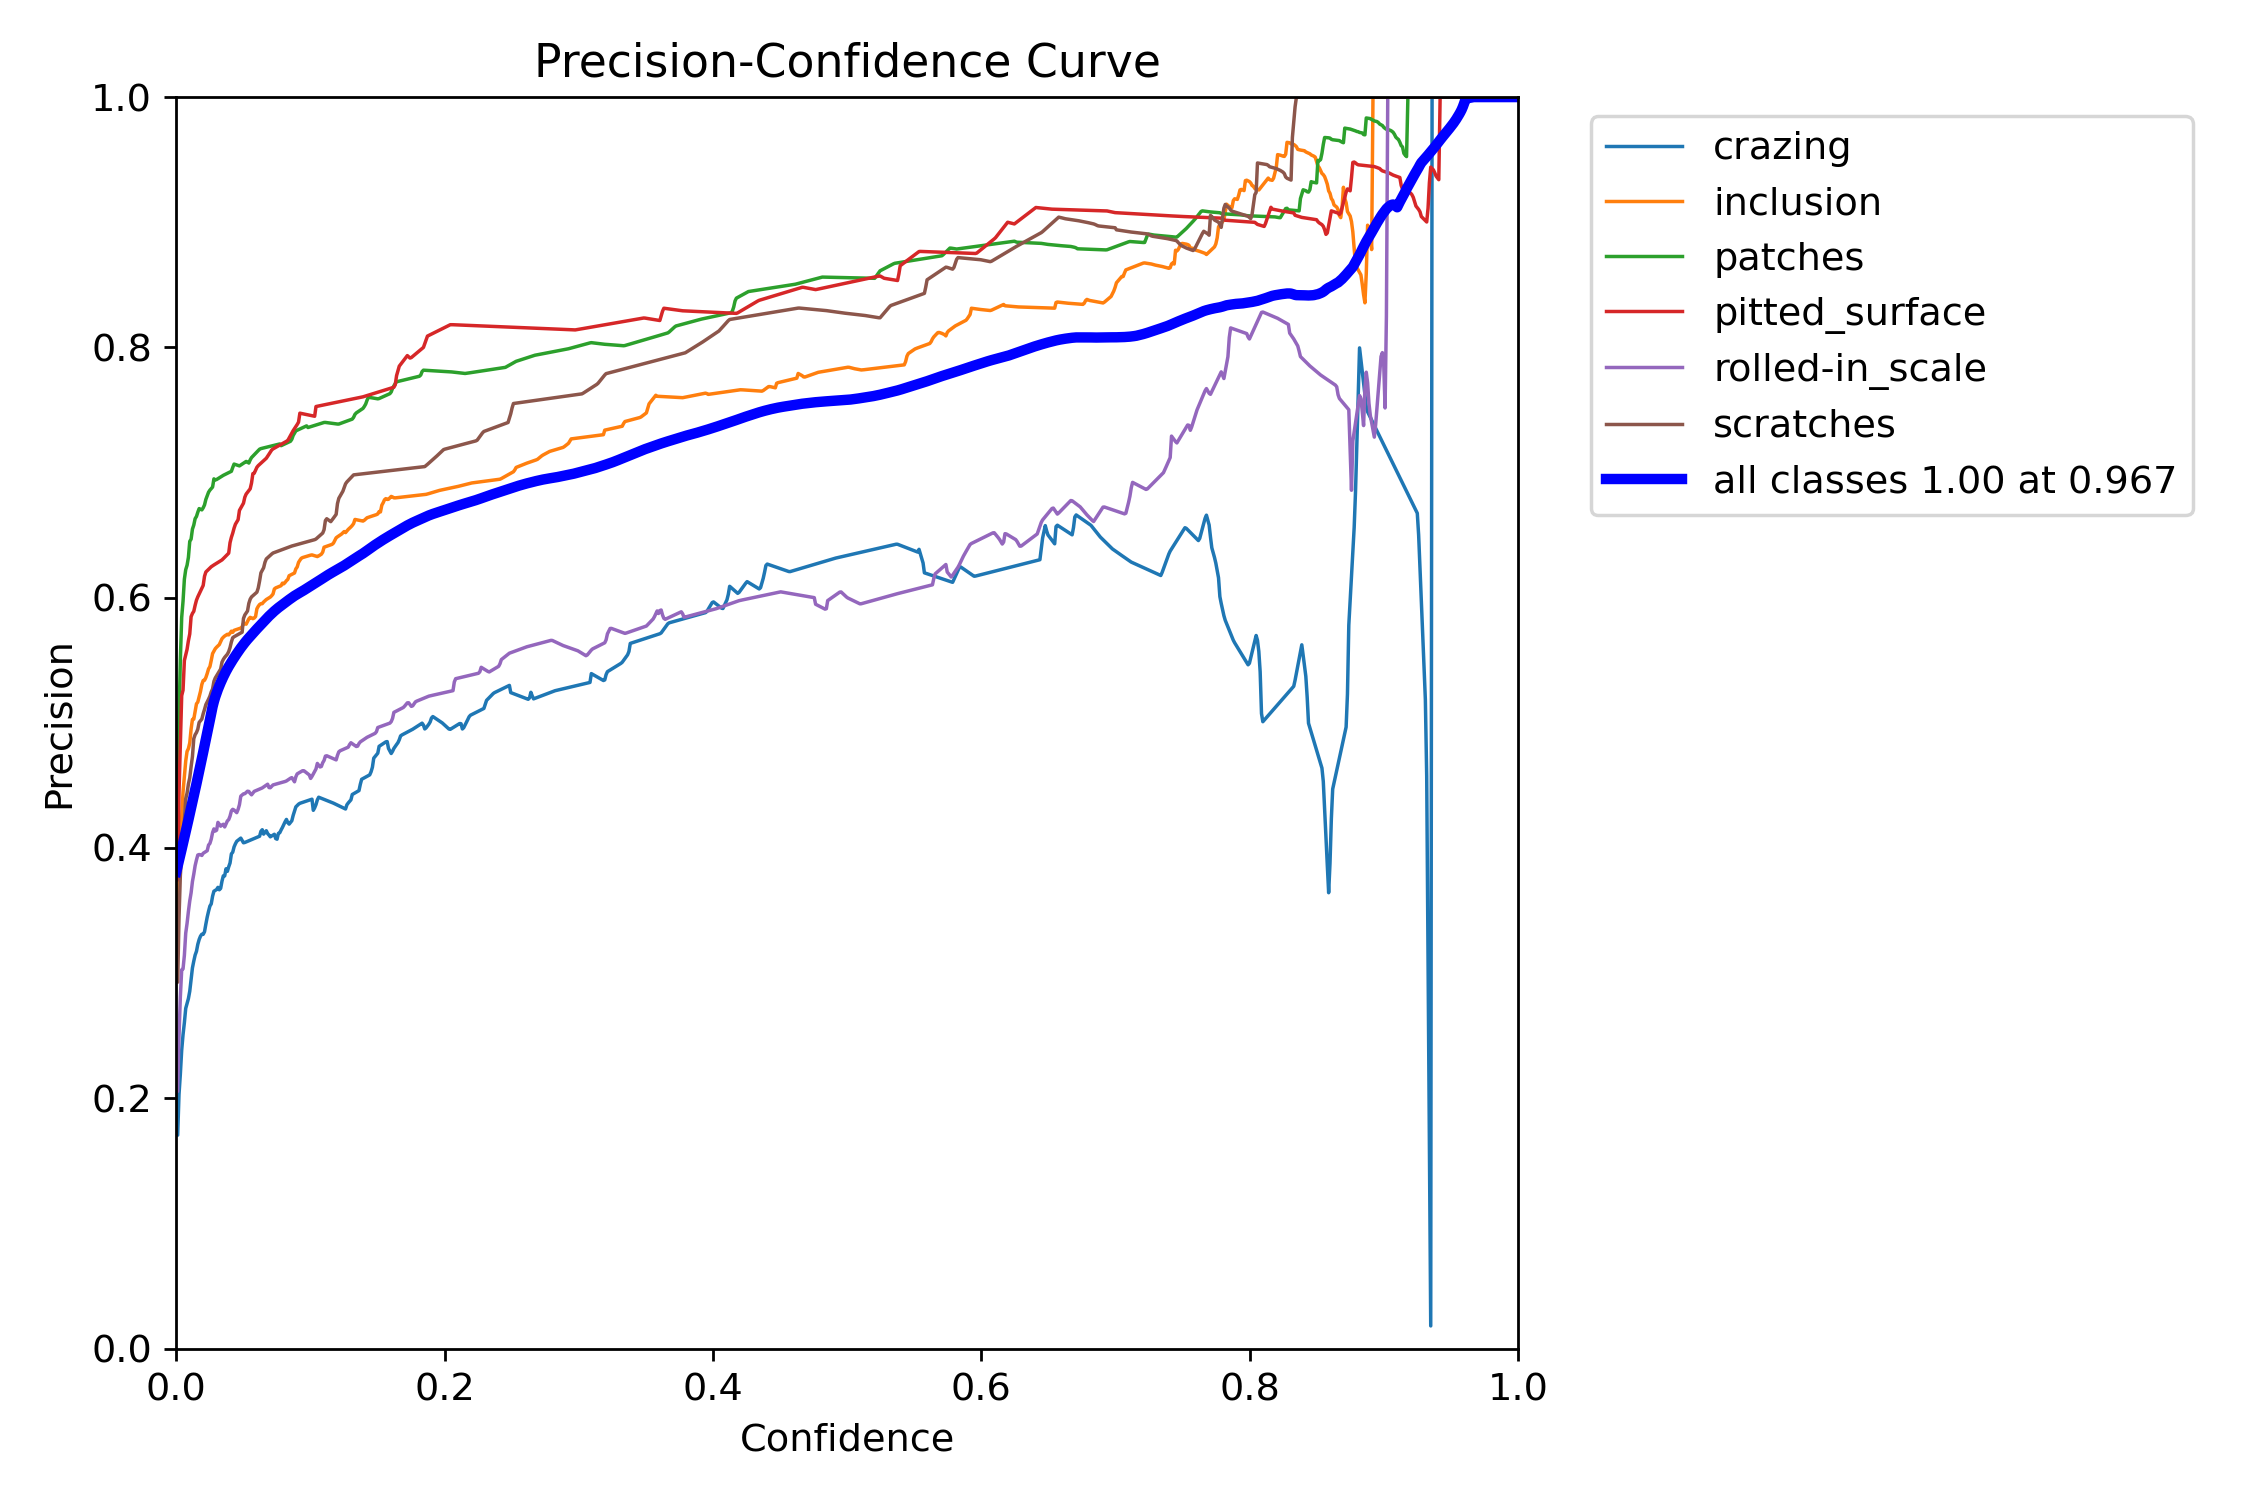 Precision-Confidence Curve
1.0
0.8
0.6
0.4
0.2
0.0
Precision
0.0 0.2 0.4 0.6 0.8 1.0
Confidence
crazing
inclusion
patches
pitted_surface
rolled-in_scale
scratches
all classes 1.00 at 0.967